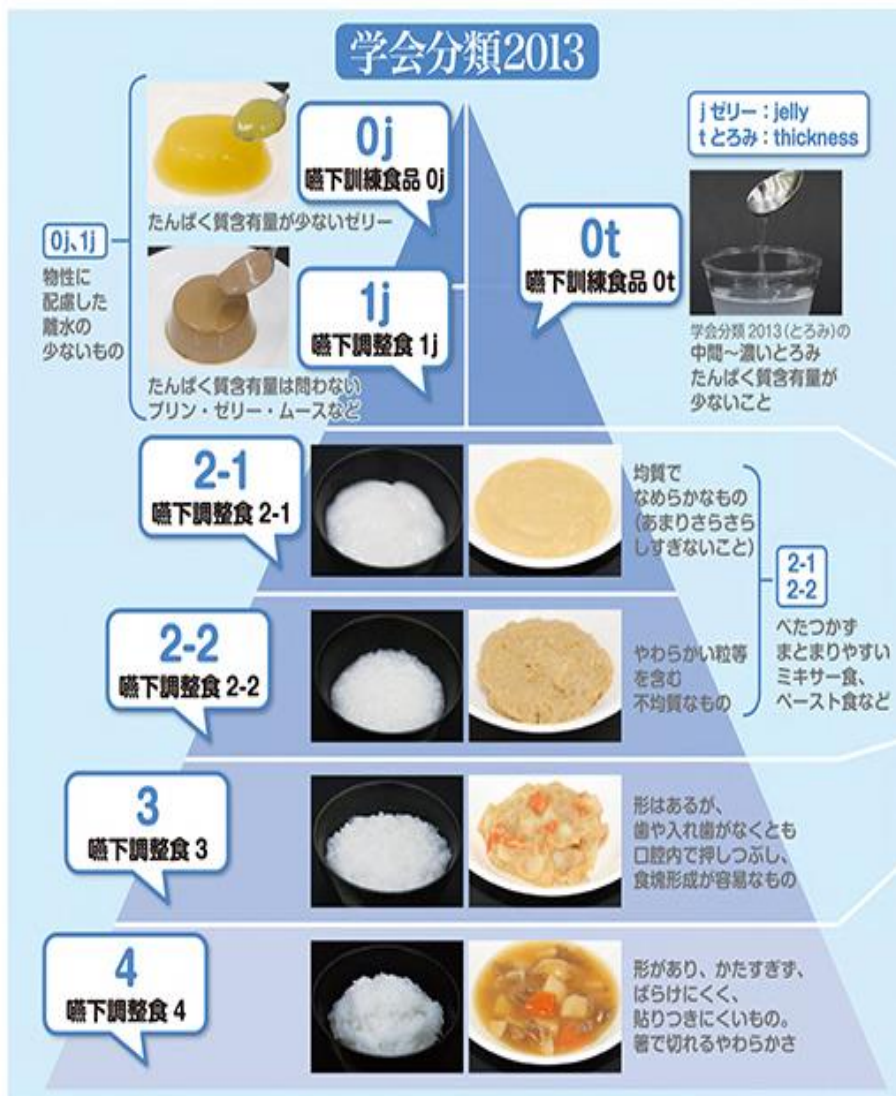 学会分類2013
0j
嚥下訓練食品 0j
たんぱく質含有量が少ないゼリー
0j、1j
物性に
配慮した
離水の
少ないもの
1j
嚥下調整食 1j
たんぱく質含有量は問わない
プリン・ゼリー・ムースなど
j ゼリー：jelly
t とろみ：thickness
0t
嚥下訓練食品 0t
学会分類 2013（とろみ）の
中間～濃いとろみ
たんぱく質含有量が
少ないこと
2-1
嚥下調整食 2-1
均質で
なめらかなもの
（あまりさらさら
しすぎないこと）
2-2
嚥下調整食 2-2
やわらかい粒等
を含む
不均質なもの
2-1
2-2
べたつかず
まとまりやすい
ミキサー食、
ペースト食など
3
嚥下調整食 3
形はあるが、
歯や入れ歯がなくとも
口腔内で押しつぶし、
食塊形成が容易なもの
4
嚥下調整食 4
形があり、かたすぎず、
ばらけにくく、
貼りつきにくいもの。
箸で切れるやわらかさ